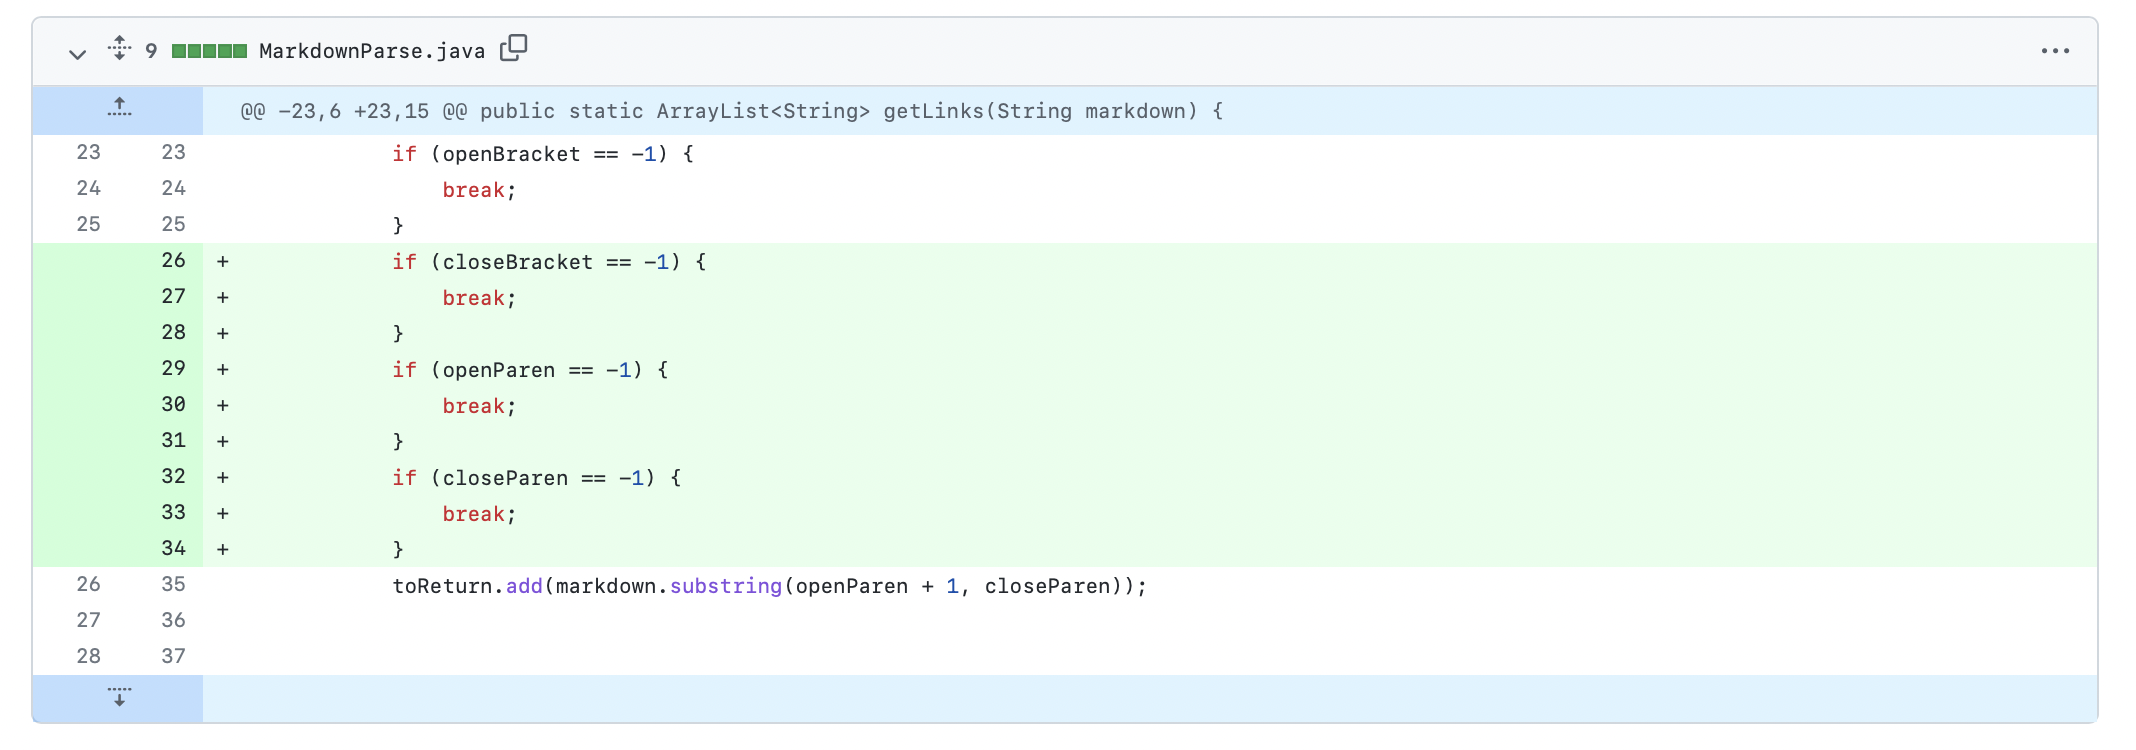 9 MarkdownParse.java
@@ -23,6 +23,15 @@ public static ArrayList<String> getLinks(String markdown) {
23 23 if (openBracket == -1) {
24 24 break;
25 25 }
26 + if (closeBracket == -1) {
27 + break;
28 + }
29 + if (openParen == -1) {
30 + break;
31 + }
32 + if (closeParen == -1) {
33 + break;
34 + }
26 35 toReturn.add(markdown.substring(openParen + 1, closeParen));
27 36
28 37